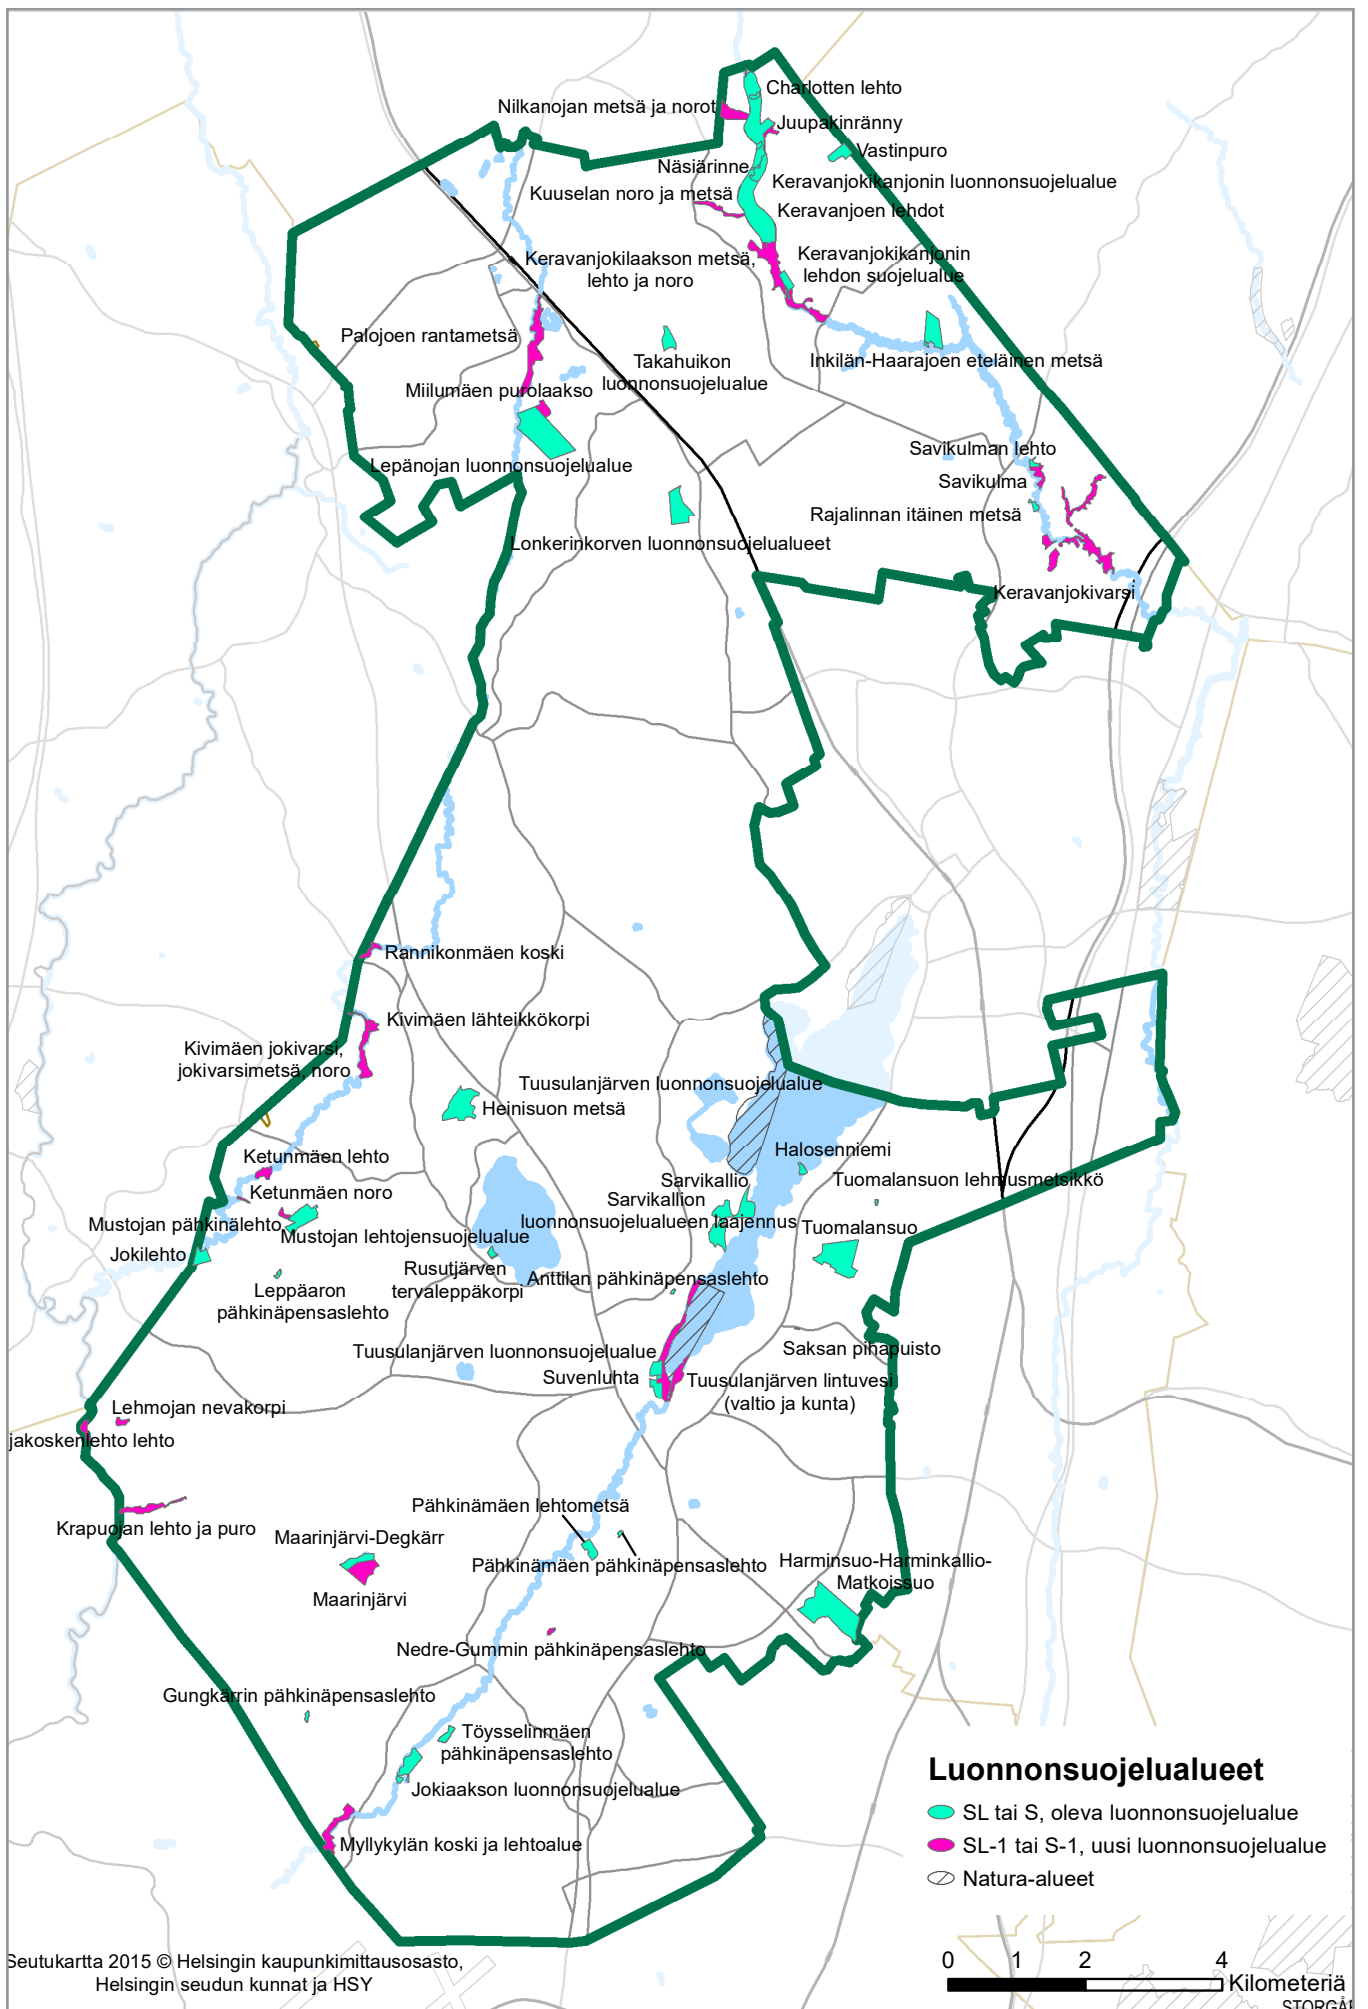 Charlotten lehto
Nilkanojan metsä ja norot
Juupakinränny
Vastinpuro
Näsiärinne
Keravanjokikanjonin luonnonsuojelualue
Kuuselan noro ja metsä
Keravanjoen lehdot
Keravanjokilaakson metsä,
lehto ja noro
Keravanjokikanjonin
lehdon suojelualue
Palojoen rantametsä
Takahuikon
luonnonsuojelualue
Inkilän-Haarajoen eteläinen metsä
Miilumäen purolaakso
Lepänojan luonnonsuojelualue
Savikulman lehto
Savikulma
Rajalinnan itäinen metsä
Lonkerinkorven luonnonsuojelualueet
Keravanjokivarsi
Rannikonmäen koski
Kivimäen lähteikkökorpi
Kivimäen jokivarsi,
jokivarsimetsä, noro
Tuusulanjärven luonnonsuojelualue
Heinisuon metsä
Halosenniemi
Ketunmäen lehto
Tuomalansuon lehmusmetsikkö
Sarvikallio
Ketunmäen noro
Sarvikallion
luonnonsuojelualueen laajennus
Mustojan pähkinälehto
Tuomalansuo
Mustojan lehtojensuojelualue
Jokilehto
Rusutjärven
tervaleppäkorpi
Anttilan pähkinäpensaslehto
Leppäaron
pähkinäpensaslehto
Saksan pihapuisto
Tuusulanjärven luonnonsuojelualue
Suvenluhta
Tuusulanjärven lintuvesi
(valtio ja kunta)
Lehmojan nevakorpi
jakoskenlehto lehto
Pähkinämäen lehtometsä
Krapuojan lehto ja puro
Maarinjärvi-Degkärr
Pähkinämäen pähkinäpensaslehto
Harminsuo-Harminkallio-
Matkoissuo
Maarinjärvi
Nedre-Gummin pähkinäpensaslehto
Gungkärrin pähkinäpensaslehto
Töysselinmäen
pähkinäpensaslehto
Jokiaakson luonnonsuojelualue
Myllykylän koski ja lehtoalue
Luonnonsuojelualueet
SL tai S, oleva luonnonsuojelualue
SL-1 tai S-1, uusi luonnonsuojelualue
Natura-alueet
0 1 2 4
Kilometeriä
Seutukartta 2015 © Helsingin kaupunkimittausosasto,
Helsingin seudun kunnat ja HSY